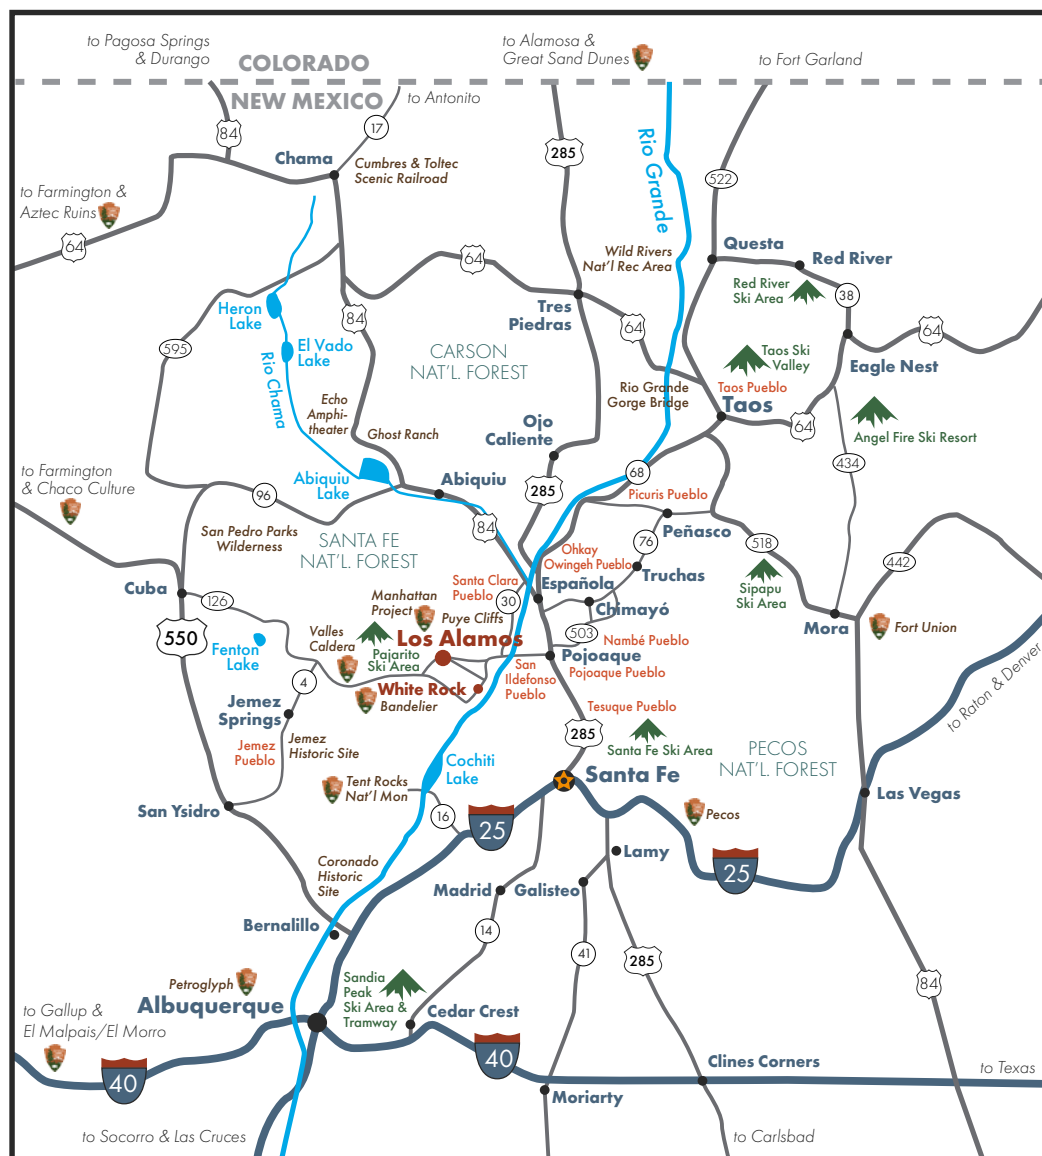 to Pagosa Springs
& Durango
to Alamosa &
Great Sand Dunes
to Fort Garland
COLORADO
NEW MEXICO
to Antonito
84
17
285
Rio Grande
Chama
Cumbres & Toltec
Scenic Railroad
522
to Farmington &
Aztec Ruins
64
Wild Rivers
Nat'l Rec Area
Questa
Red River
64
Red River
Ski Area
38
Heron
Lake
84
Tres
Piedras
64
64
595
El Vado
Lake
Rio Chama
CARSON
NAT'L. FOREST
Taos Ski
Valley
Eagle Nest
Rio Grande
Gorge Bridge
Taos Pueblo
Taos
Echo
Amphi-
theater
Ghost Ranch
Ojo
Caliente
64
Angel Fire Ski Resort
434
to Farmington
& Chaco Culture
Abiquiu
Lake
Abiquiu
285
68
96
Picuris Pueblo
Peñasco
84
San Pedro Parks
Wilderness
SANTA FE
NAT'L. FOREST
76
518
442
Ohkay
Owingeh Pueblo
Truchas
Sipapu
Ski Area
Cuba
126
Santa Clara
Pueblo
Española
Chimayó
Manhattan
Project
Puye Cliffs
30
503
Mora
Fort Union
550
Fenton
Lake
Valles
Caldera
Los Alamos
Pajarito
Ski Area
Nambé Pueblo
Pojoaque
Pojoaque Pueblo
San
Ildefonso
Pueblo
4
White Rock
Bandelier
Jemez
Springs
Tesuque Pueblo
to Raton & Denver
Jemez
Pueblo
Jemez
Historic Site
285
Santa Fe Ski Area
PECOS
NAT'L. FOREST
Cochiti
Lake
Santa Fe
Tent Rocks
Nat'l Mon
San Ysidro
16
25
Pecos
Las Vegas
Lamy
25
Coronado
Historic
Site
Madrid
Galisteo
Bernalillo
14
41
285
84
Petroglyph
Albuquerque
Sandia
Peak
Ski Area &
Tramway
Cedar Crest
to Gallup &
El Malpais/El Morro
40
40
Clines Corners
to Texas
Moriarty
to Socorro & Las Cruces
to Carlsbad